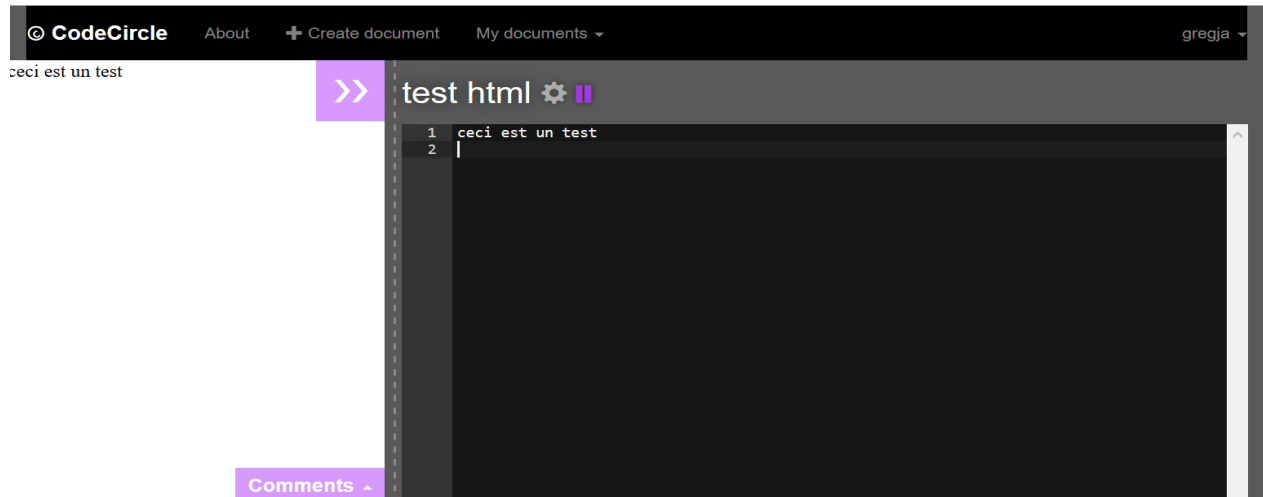 © CodeCircle About + Create document My documents gregja
ceci est un test
»
test html
1 ceci est un test
2
Comments